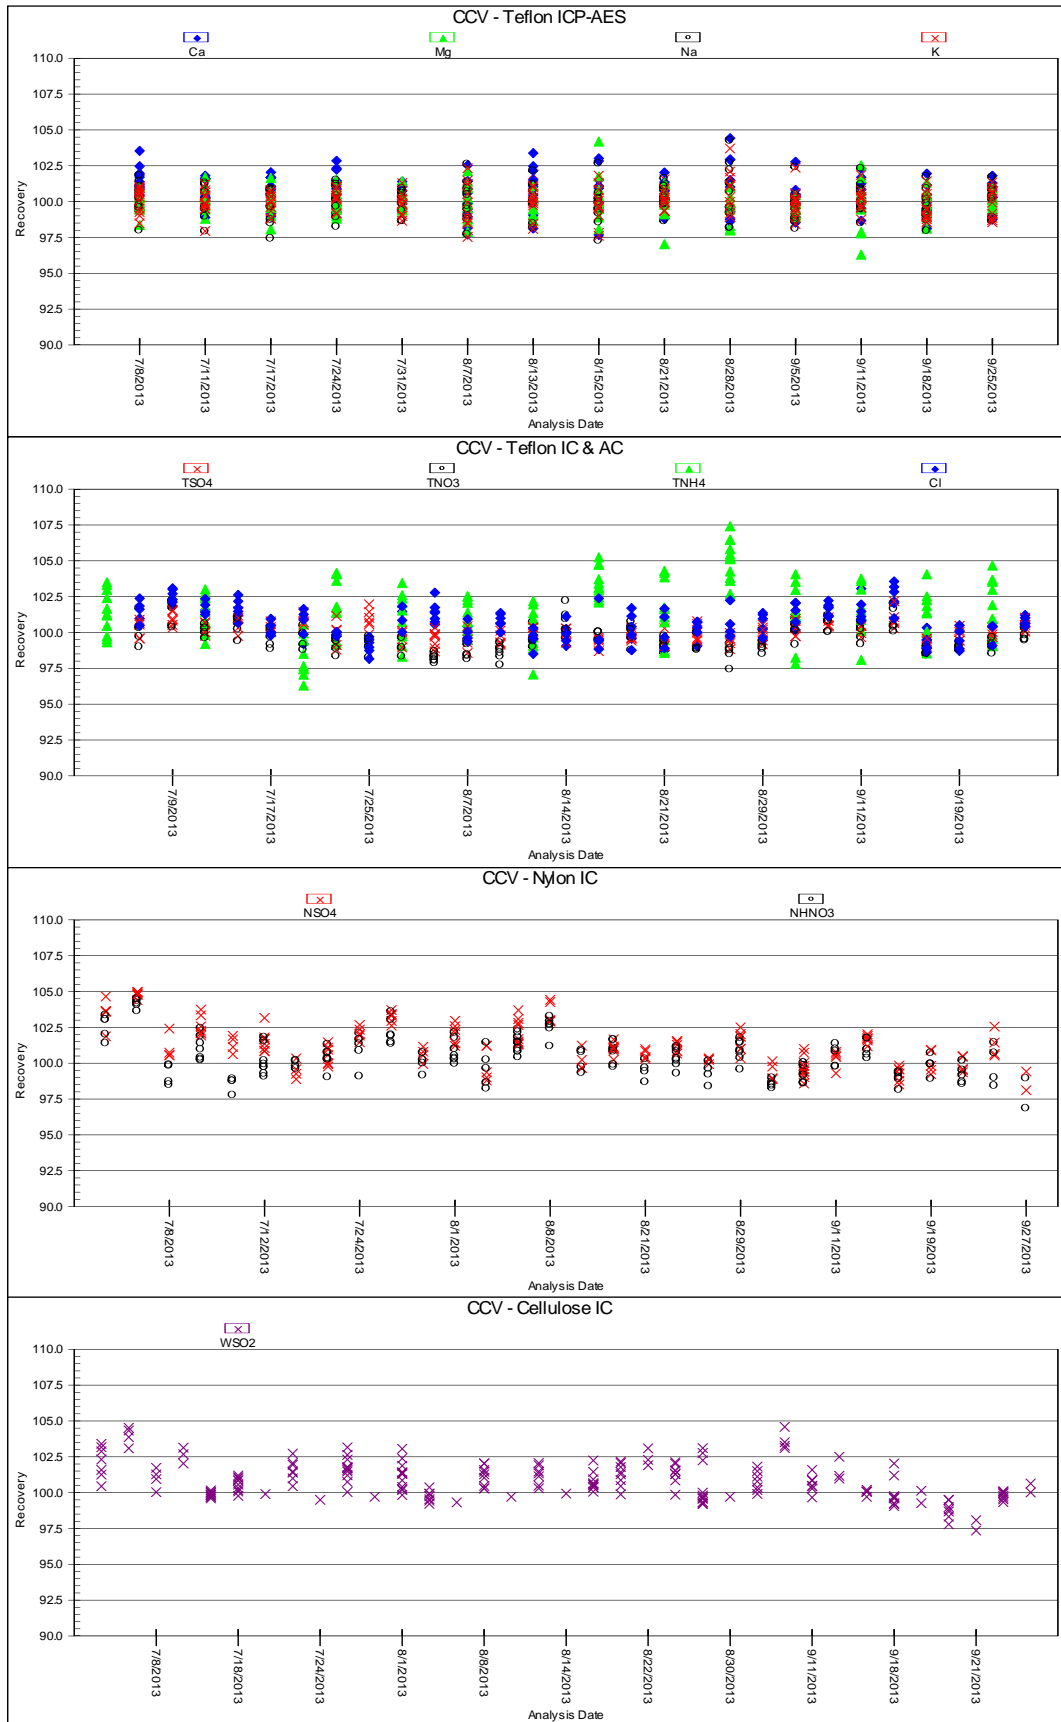 CCV - Teflon ICP-AES
Ca Mg Na K
110.0
107.5
105.0
102.5
100.0
97.5
95.0
92.5
90.0
Recovery
7/8/2013 7/11/2013 7/17/2013 7/24/2013 7/31/2013 8/7/2013 8/13/2013 8/15/2013 8/21/2013 8/28/2013 9/5/2013 9/11/2013 9/18/2013 9/25/2013
Analysis Date
CCV - Teflon IC & AC
TSO4 TNO3 TNH4 Cl
110.0
107.5
105.0
102.5
100.0
97.5
95.0
92.5
90.0
Recovery
7/9/2013 7/17/2013 7/25/2013 8/7/2013 8/14/2013 8/21/2013 8/29/2013 9/11/2013 9/19/2013
Analysis Date
CCV - Nylon IC
NSO4 NHNO3
110.0
107.5
105.0
102.5
100.0
97.5
95.0
92.5
90.0
Recovery
7/8/2013 7/12/2013 7/24/2013 8/1/2013 8/8/2013 8/21/2013 8/29/2013 9/11/2013 9/19/2013 9/27/2013
Analysis Date
CCV - Cellulose IC
WSO2
110.0
107.5
105.0
102.5
100.0
97.5
95.0
92.5
90.0
Recovery
7/8/2013 7/18/2013 7/24/2013 8/1/2013 8/8/2013 8/14/2013 8/22/2013 8/30/2013 9/11/2013 9/18/2013 9/21/2013
Analysis Date